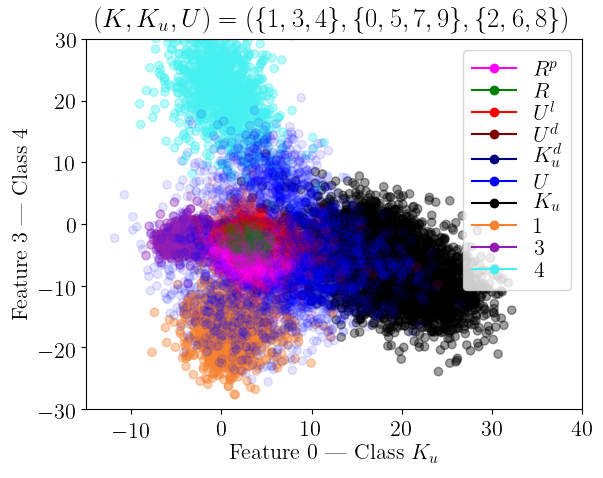 (K, K_u, U) = ({1, 3, 4}, {0, 5, 7, 9}, {2, 6, 8})
30
20
10
0
−10
−20
−30
Feature 3 — Class 4
R^p
R
U^l
U^d
K_u^d
U
K_u
1
3
4
−10
0
10
20
30
40
Feature 0 — Class K_u